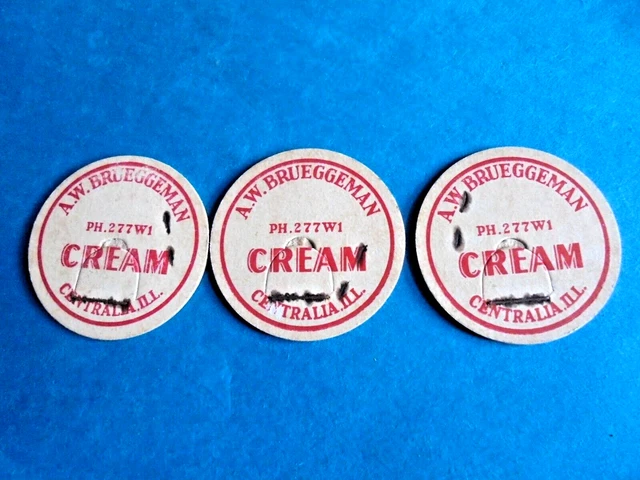 A.W. BRUEGGEMAN
PH.277W1
CREAM
CENTRALIA, ILL.
A.W. BRUEGGEMAN
PH.277W1
CREAM
CENTRALIA, ILL.
A.W. BRUEGGEMAN
PH.277W1
CREAM
CENTRALIA, ILL.